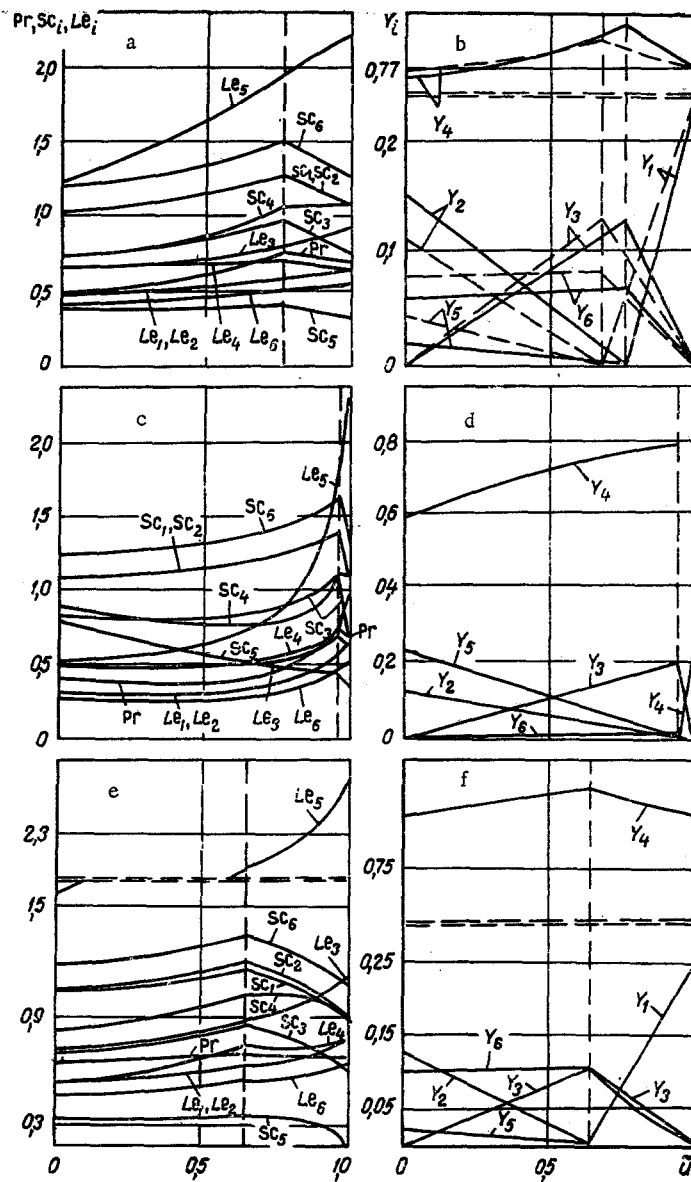 Pr, Sc_i, Le_i
a
2,0
1,5
1,0
0,5
0
Le_5
Sc_6
Sc_1, Sc_2
Sc_4
Sc_3
Le_3
Pr
Le_1, Le_2
Le_4
Le_6
Sc_5
Y_i
b
0,77
0,2
0,1
0
Y_4
Y_1
Y_2
Y_3
Y_5
Y_6
c
2,0
1,5
1,0
0,5
0
Le_5
Sc_6
Sc_1, Sc_2
Sc_4
Sc_3
Le_4
Pr
Sc_5
Pr
Le_1, Le_2
Le_3
Le_6
d
0,8
0,6
0,4
0,2
0
Y_4
Y_5
Y_3
Y_2
Y_6
Y_4
e
2,3
1,5
0,9
0,3
Le_5
Sc_6
Le_3
Sc_2
Sc_1
Sc_4
Sc_3
Le_4
Pr
Le_1, Le_2
Le_6
Sc_5
0
0,5
1,0
f
0,75
0,25
0,15
0,05
Y_4
Y_1
Y_6
Y_2
Y_3
Y_3
Y_5
0
0,5
ū